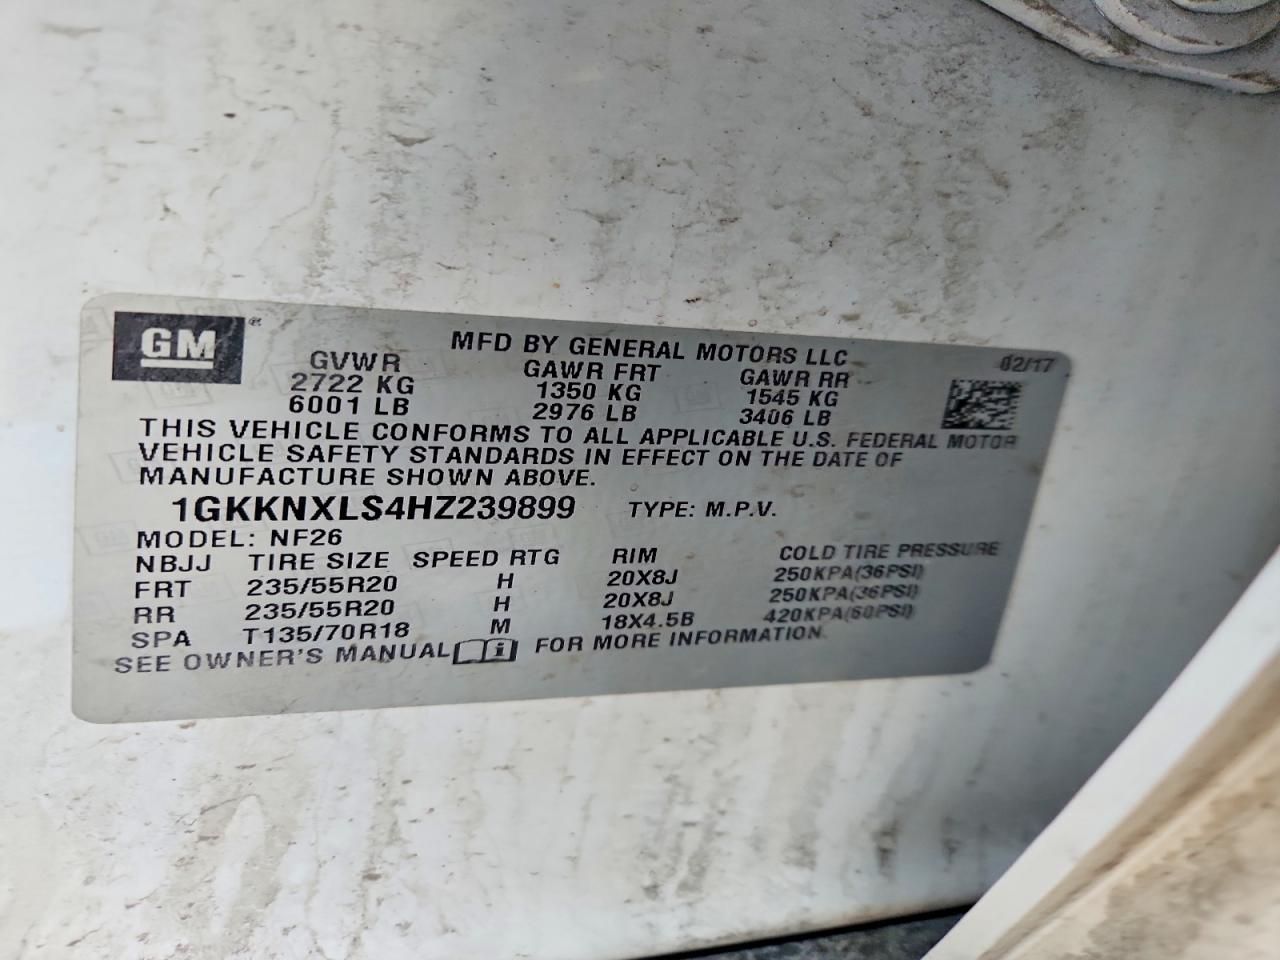 GM ®
MFD BY GENERAL MOTORS LLC 02/17
GVWR GAWR FRT GAWR RR
2722 KG 1350 KG 1545 KG
6001 LB 2976 LB 3406 LB
THIS VEHICLE CONFORMS TO ALL APPLICABLE U.S. FEDERAL MOTOR
VEHICLE SAFETY STANDARDS IN EFFECT ON THE DATE OF
MANUFACTURE SHOWN ABOVE.
1GKKNXLS4HZ239899 TYPE: M.P.V.
MODEL: NF26
NBJJ TIRE SIZE SPEED RTG RIM COLD TIRE PRESSURE
FRT 235/55R20 H 20X8J 250KPA(36PSI)
RR 235/55R20 H 20X8J 250KPA(36PSI)
SPA T135/70R18 M 18X4.5B 420KPA(60PSI)
SEE OWNER'S MANUAL i FOR MORE INFORMATION.